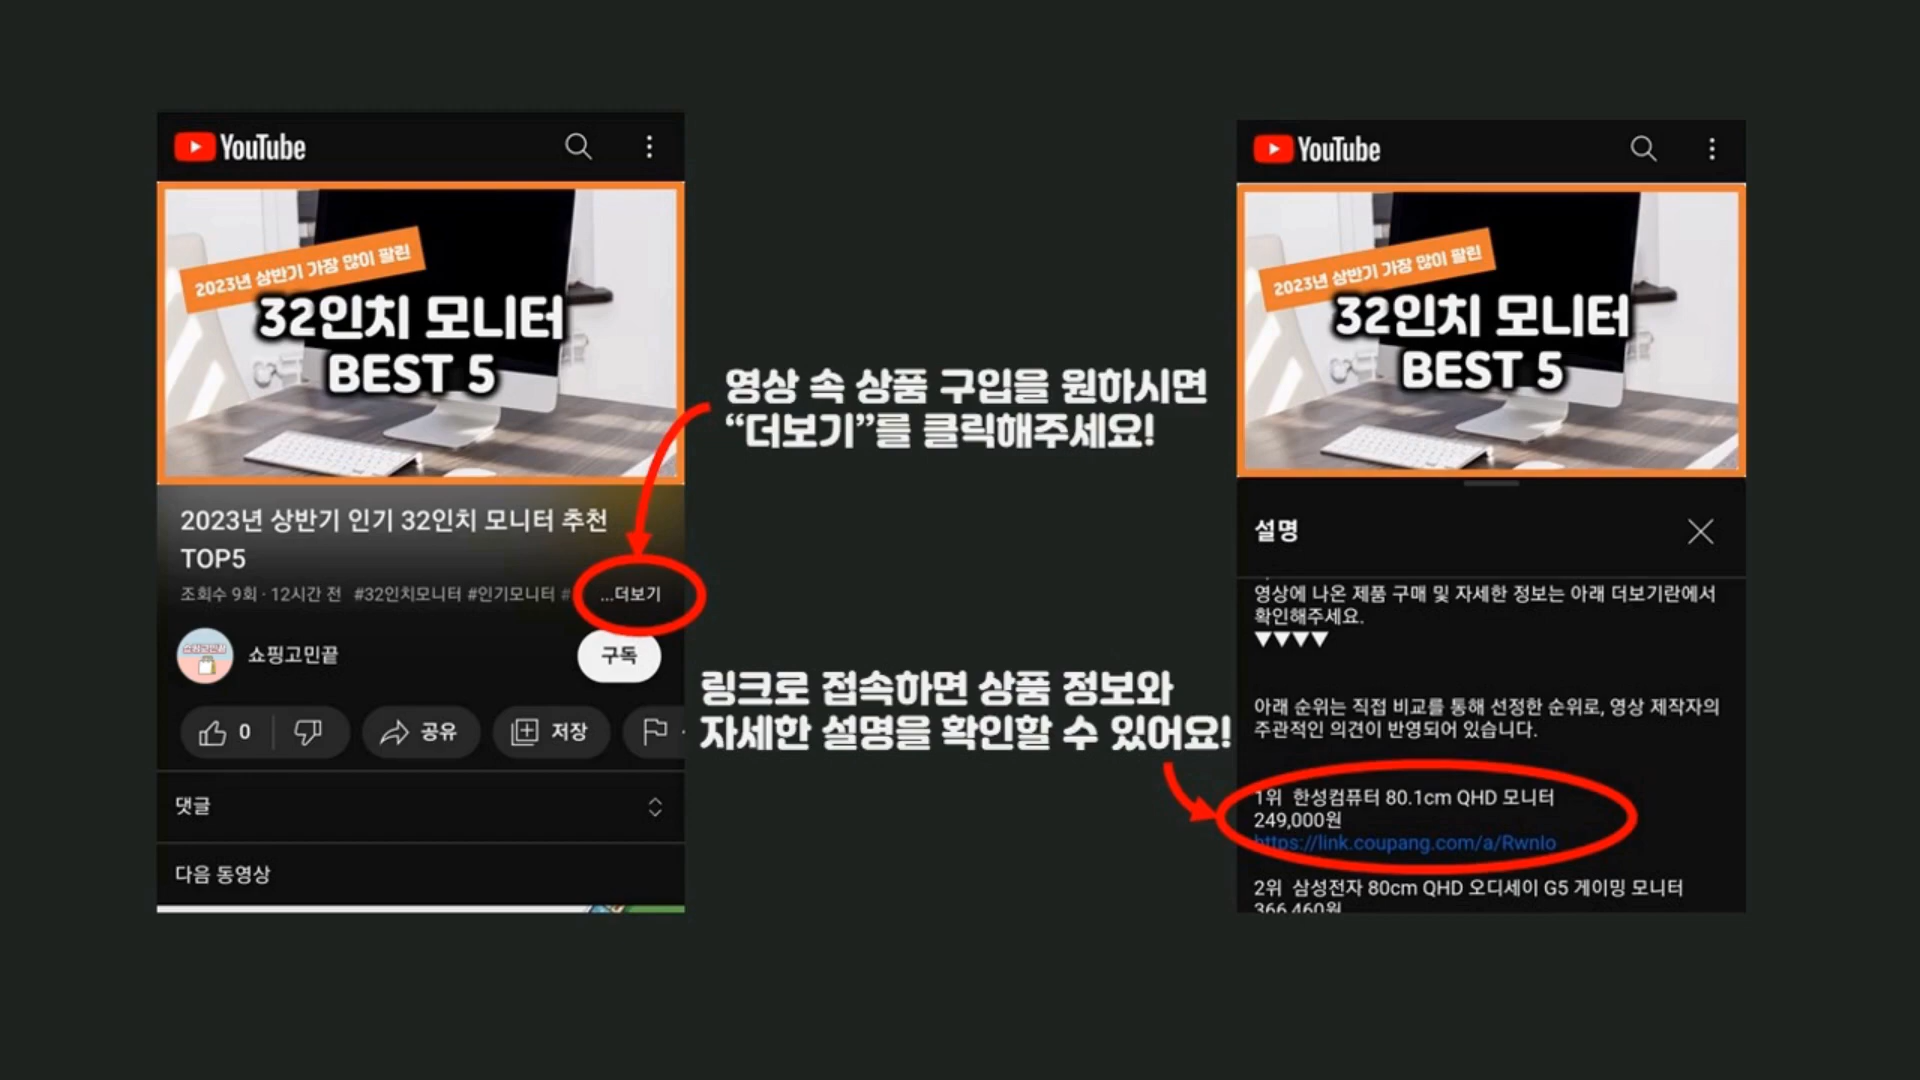 YouTube
2023년 상반기 가장 많이 팔린
32인치 모니터
BEST 5
2023년 상반기 인기 32인치 모니터 추천
TOP5
조회수 9회 · 12시간 전 #32인치모니터 #인기모니터 # ...더보기
쇼핑고민끝
쇼핑고민끝
구독
0
공유
저장
댓글
다음 동영상
영상 속 상품 구입을 원하시면
“더보기”를 클릭해주세요!
링크로 접속하면 상품 정보와
자세한 설명을 확인할 수 있어요!
YouTube
2023년 상반기 가장 많이 팔린
32인치 모니터
BEST 5
설명
영상에 나온 제품 구매 및 자세한 정보는 아래 더보기란에서
확인해주세요.
▼▼▼▼
아래 순위는 직접 비교를 통해 선정한 순위로, 영상 제작자의
주관적인 의견이 반영되어 있습니다.
1위 한성컴퓨터 80.1cm QHD 모니터
249,000원
https://link.coupang.com/a/Rwnlo
2위 삼성전자 80cm QHD 오디세이 G5 게이밍 모니터
366,460원